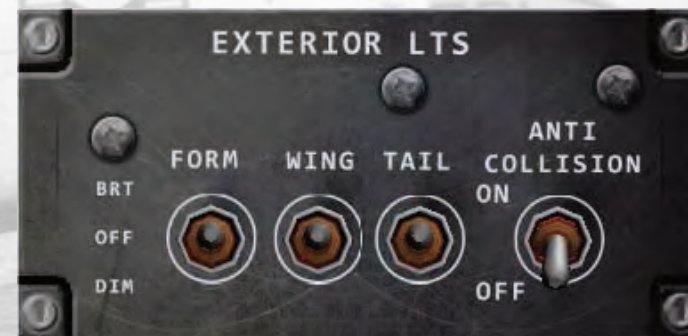 EXTERIOR LTS
ANTI
FORM WING TAIL COLLISION
BRT ON
OFF
DIM OFF